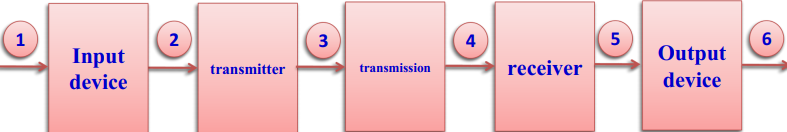 1
Input
device
2
transmitter
3
transmission
4
receiver
5
Output
device
6